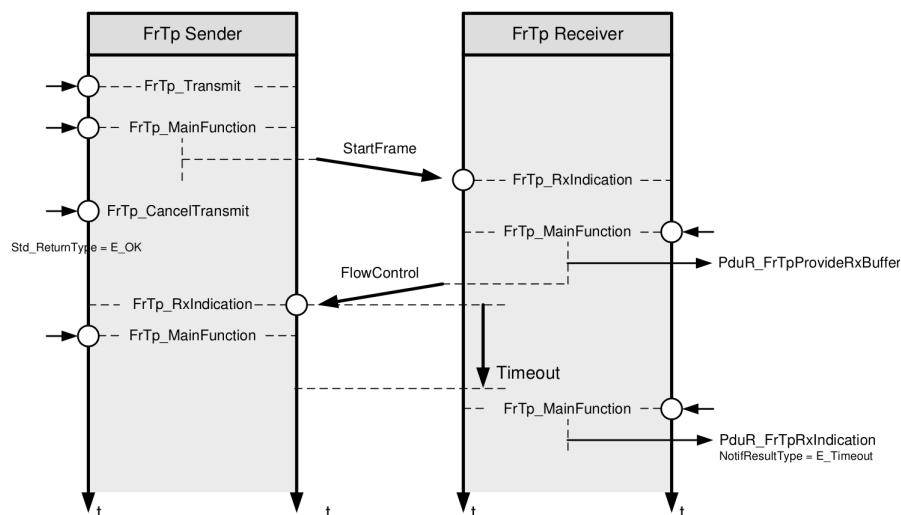 FrTp Sender
FrTp Receiver
FrTp_Transmit
FrTp_MainFunction
StartFrame
FrTp_RxIndication
FrTp_CancelTransmit
FrTp_MainFunction
Std_ReturnType = E_OK
PduR_FrTpProvideRxBuffer
FlowControl
FrTp_RxIndication
FrTp_MainFunction
Timeout
FrTp_MainFunction
PduR_FrTpRxIndication
NotifResultType = E_Timeout
t
t
t
t